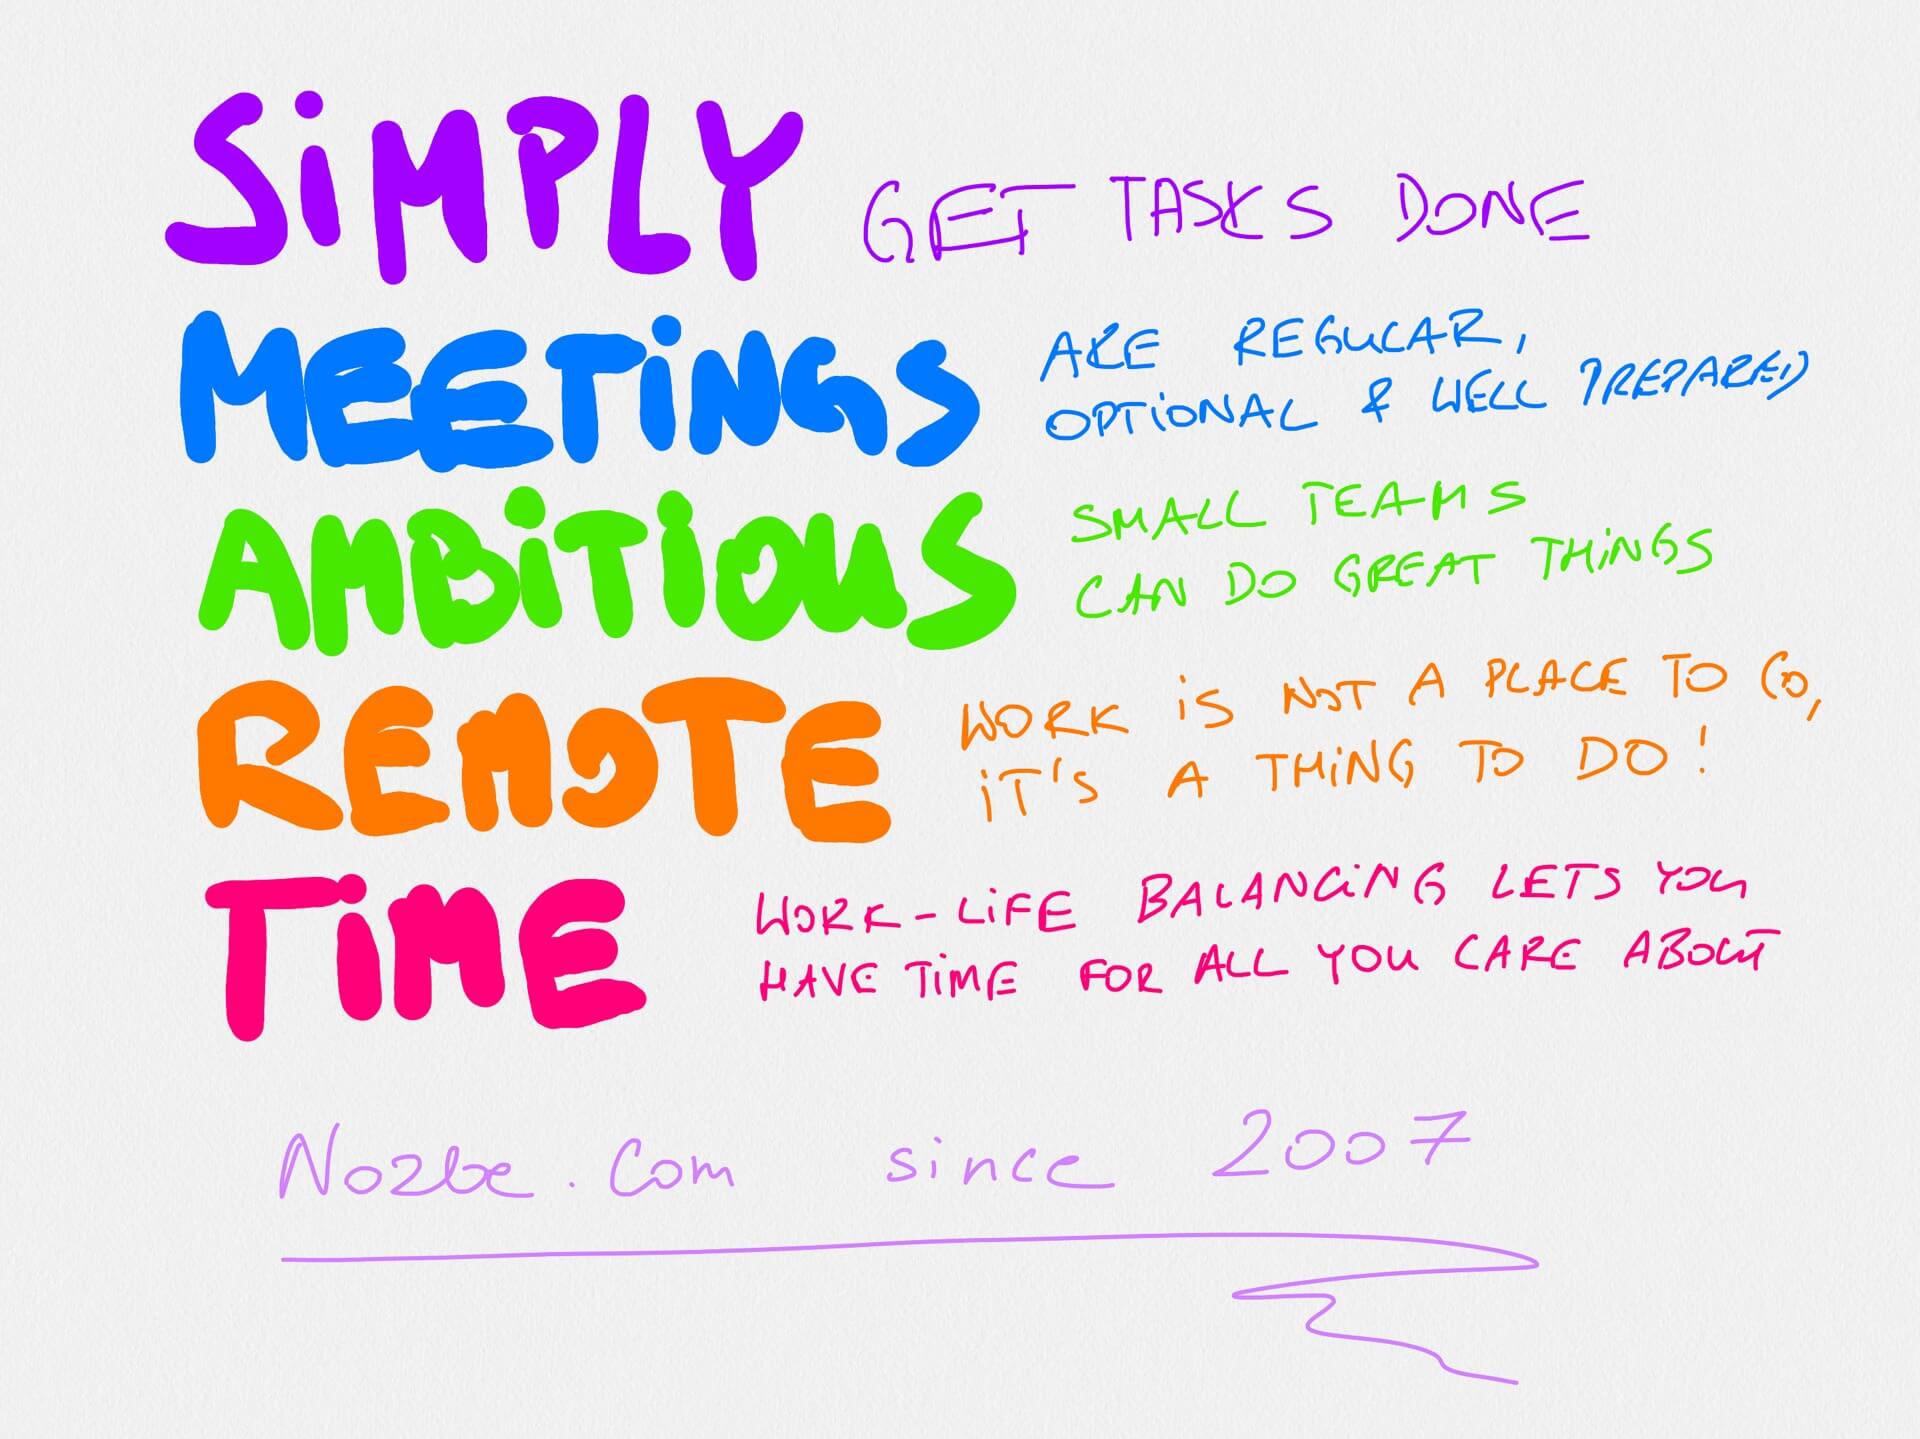 SiMPLY GET TASKS DONE
MEETiNGS ARE REGULAR,
OPTiONAL & WELL PREPARED
AMBiTiOUS SMALL TEAMS
CAN DO GREAT THiNGS
REMOTE WORK iS NOT A PLACE TO GO,
iT'S A THiNG TO DO!
TiME WORK-LiFE BALANCiNG LETS YOU
HAVE TiME FOR ALL YOU CARE ABOUT
Nozbe.Com since 2007